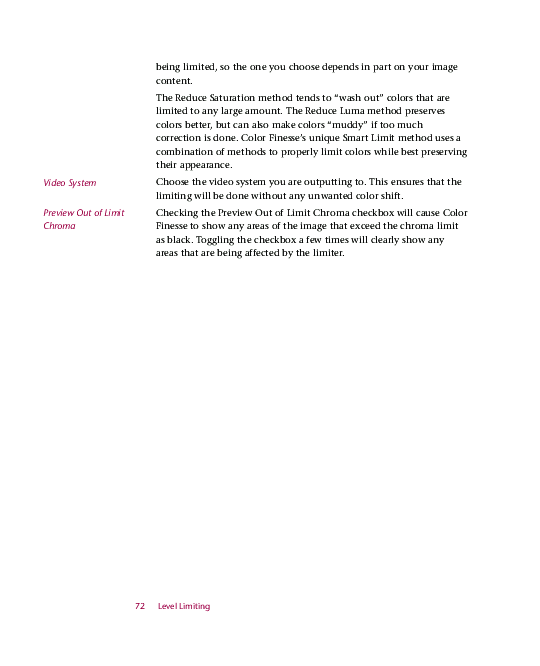 being limited, so the one you choose depends in part on your image
content.
The Reduce Saturation method tends to “wash out” colors that are
limited to any large amount. The Reduce Luma method preserves
colors better, but can also make colors “muddy” if too much
correction is done. Color Finesse’s unique Smart Limit method uses a
combination of methods to properly limit colors while best preserving
their appearance.
Video System
Choose the video system you are outputting to. This ensures that the
limiting will be done without any unwanted color shift.
Preview Out of Limit
Chroma
Checking the Preview Out of Limit Chroma checkbox will cause Color
Finesse to show any areas of the image that exceed the chroma limit
as black. Toggling the checkbox a few times will clearly show any
areas that are being affected by the limiter.
72 Level Limiting